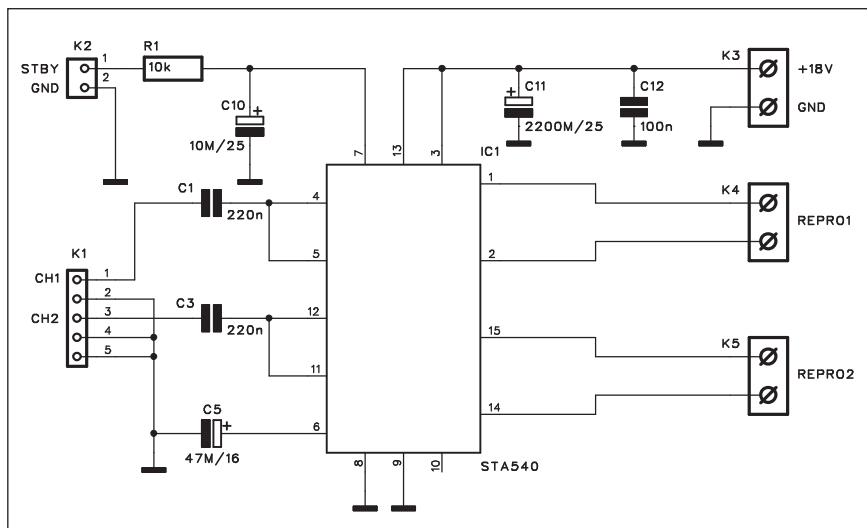 K2
1
2
STBY
GND
R1
10k
C10
+
10M/25
7
13
3
C11
+
2200M/25
C12
100n
K3
+18V
GND
IC1
C1
220n
4
5
1
2
K4
REPRO1
K1
CH1
CH2
1
2
3
4
5
C3
220n
12
11
15
14
K5
REPRO2
C5
+
47M/16
6
8
9
10
STA540